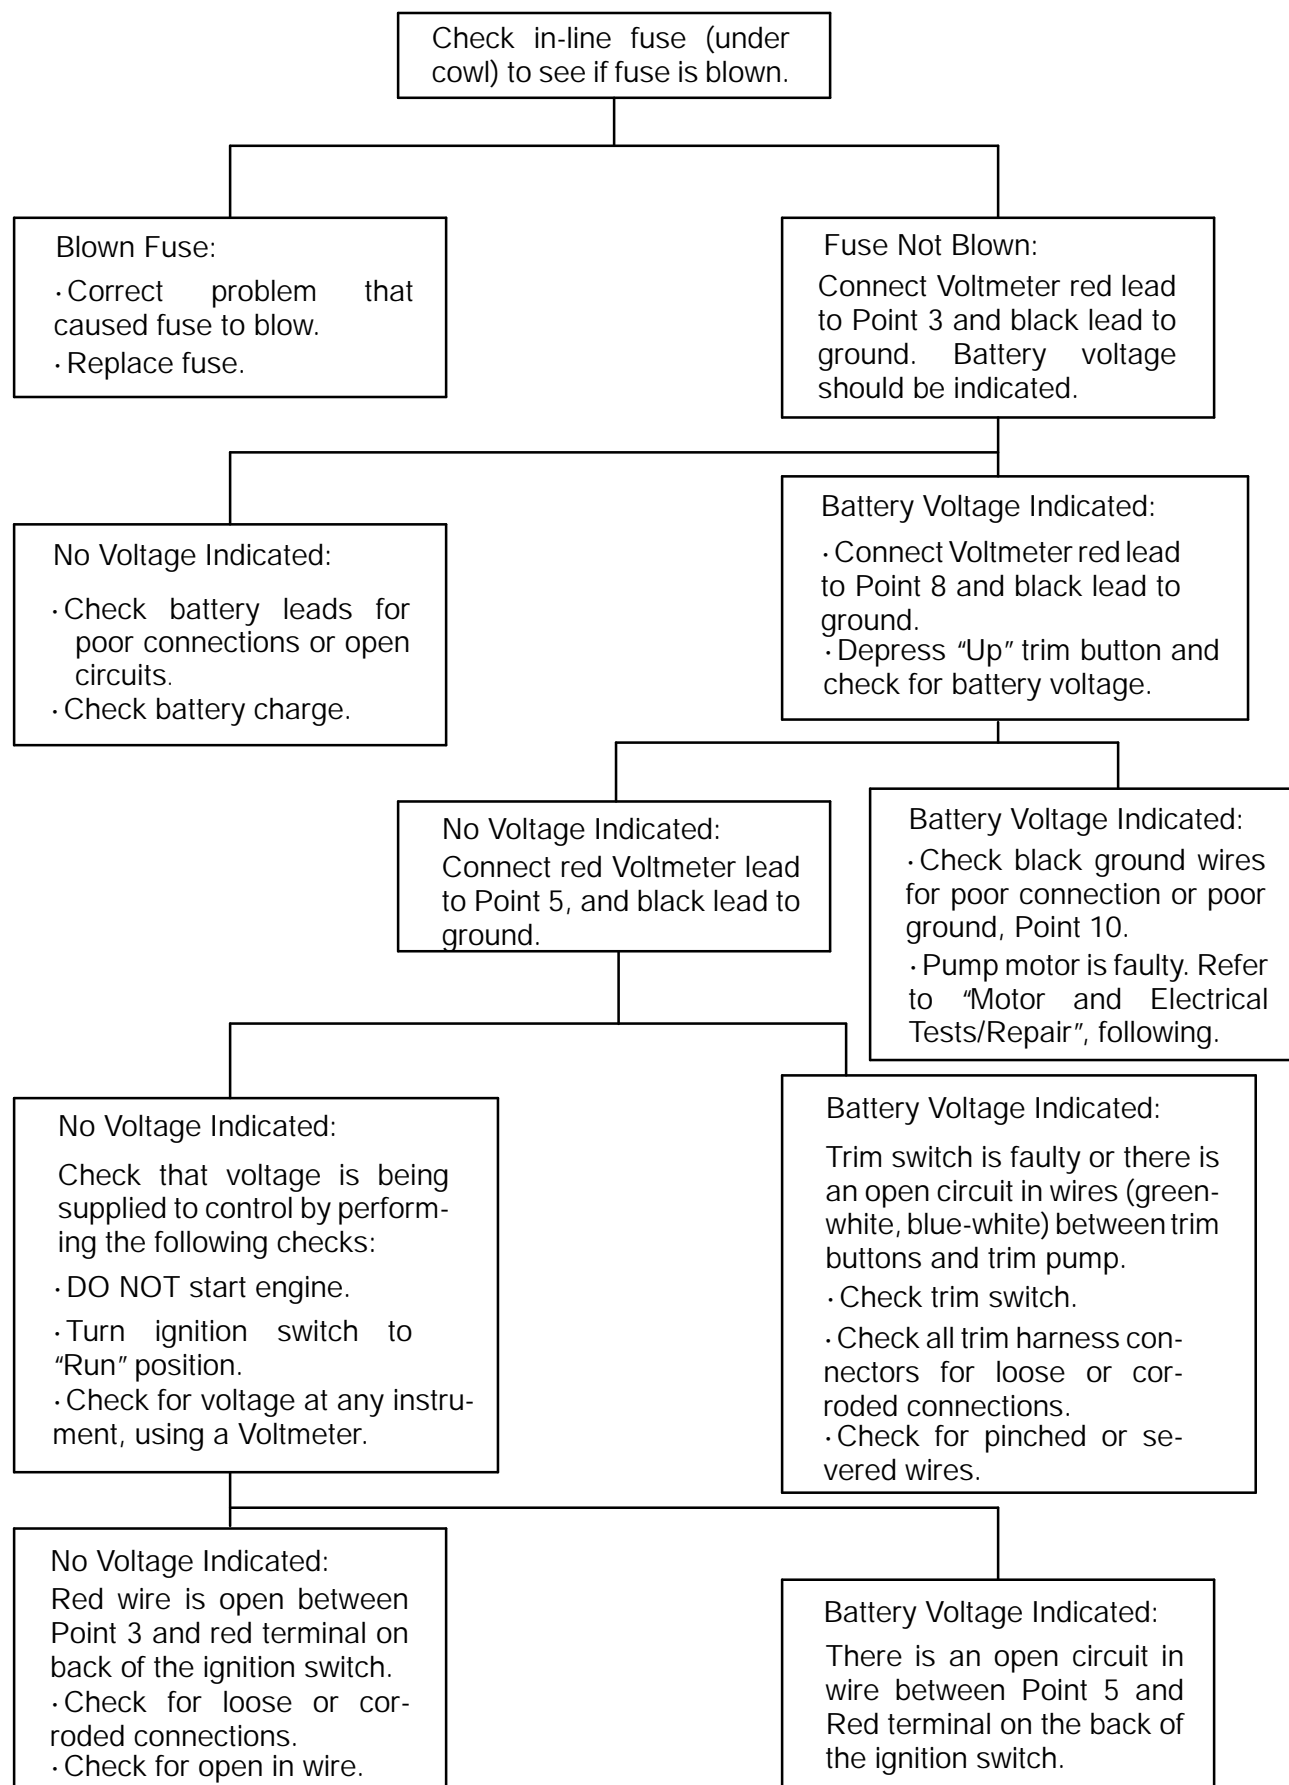 Check in-line fuse (under
cowl) to see if fuse is blown.
Blown Fuse:
· Correct problem that
caused fuse to blow.
· Replace fuse.
Fuse Not Blown:
Connect Voltmeter red lead
to Point 3 and black lead to
ground. Battery voltage
should be indicated.
No Voltage Indicated:
· Check battery leads for
poor connections or open
circuits.
· Check battery charge.
Battery Voltage Indicated:
· Connect Voltmeter red lead
to Point 8 and black lead to
ground.
· Depress “Up” trim button and
check for battery voltage.
No Voltage Indicated:
Connect red Voltmeter lead
to Point 5, and black lead to
ground.
Battery Voltage Indicated:
· Check black ground wires
for poor connection or poor
ground, Point 10.
· Pump motor is faulty. Refer
to “Motor and Electrical
Tests/Repair”, following.
No Voltage Indicated:
Check that voltage is being
supplied to control by perform-
ing the following checks:
· DO NOT start engine.
· Turn ignition switch to
“Run” position.
· Check for voltage at any instru-
ment, using a Voltmeter.
Battery Voltage Indicated:
Trim switch is faulty or there is
an open circuit in wires (green-
white, blue-white) between trim
buttons and trim pump.
· Check trim switch.
· Check all trim harness con-
nectors for loose or cor-
roded connections.
· Check for pinched or se-
vered wires.
No Voltage Indicated:
Red wire is open between
Point 3 and red terminal on
back of the ignition switch.
· Check for loose or cor-
roded connections.
· Check for open in wire.
Battery Voltage Indicated:
There is an open circuit in
wire between Point 5 and
Red terminal on the back of
the ignition switch.